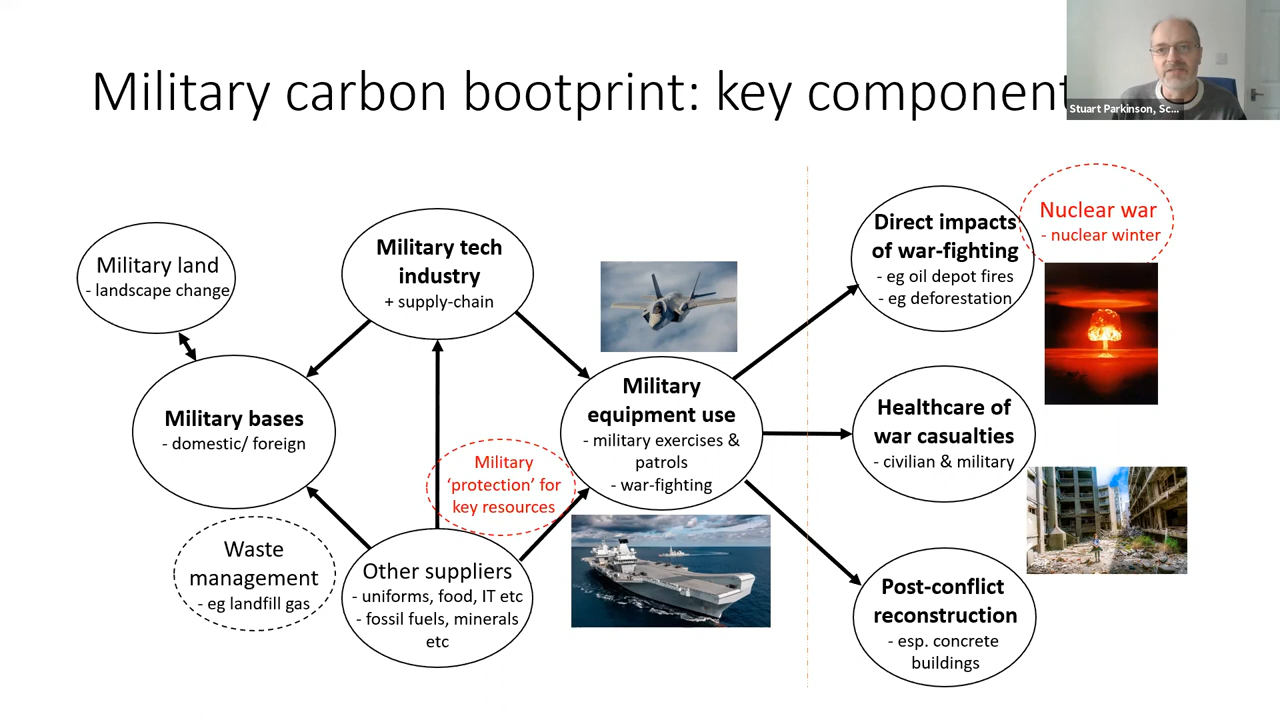 Military carbon bootprint: key component
Stuart Parkinson, Sc...
Military land
- landscape change
Military tech
industry
+ supply-chain
Direct impacts
of war-fighting
- eg oil depot fires
- eg deforestation
Nuclear war
- nuclear winter
Military bases
- domestic/ foreign
Military
equipment use
- military exercises &
patrols
- war-fighting
Healthcare of
war casualties
- civilian & military
Military
‘protection’ for
key resources
Waste
management
- eg landfill gas
Other suppliers
- uniforms, food, IT etc
- fossil fuels, minerals
etc
Post-conflict
reconstruction
- esp. concrete
buildings